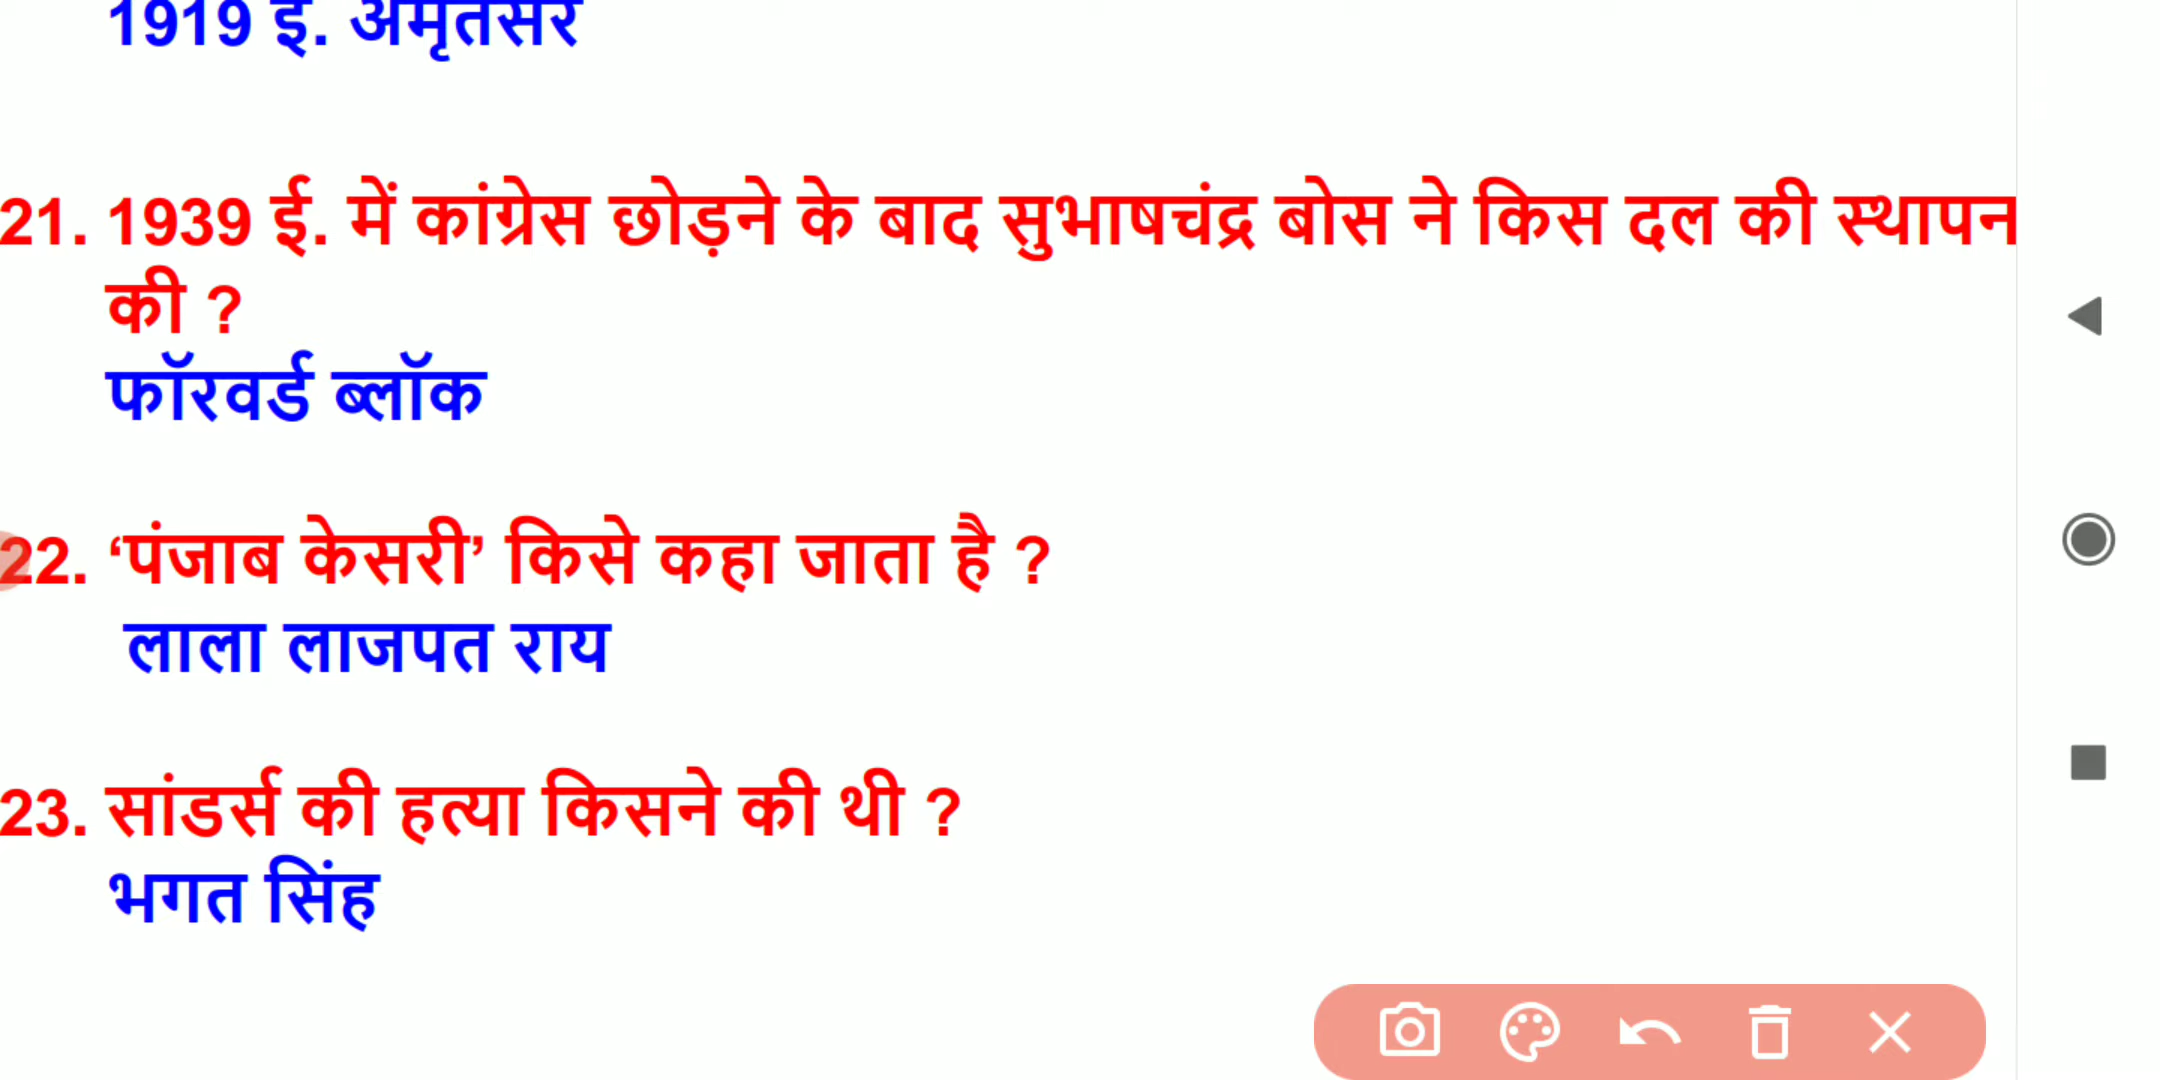 1919 ई. अमृतसर
21. 1939 ई. में कांग्रेस छोड़ने के बाद सुभाषचंद्र बोस ने किस दल की स्थापन
की ?
फॉरवर्ड ब्लॉक
22. ‘पंजाब केसरी’ किसे कहा जाता है ?
लाला लाजपत राय
23. सांडर्स की हत्या किसने की थी ?
भगत सिंह